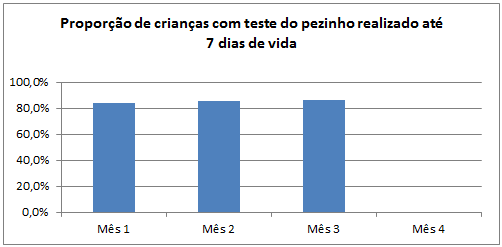 Proporção de crianças com teste do pezinho realizado até
7 dias de vida
100,0%
80,0%
60,0%
40,0%
20,0%
0,0%
Mês 1 Mês 2 Mês 3 Mês 4